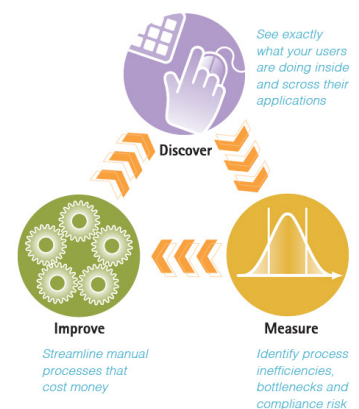 See exactly
what your users
are doing inside
and scross their
applications
Discover
Improve
Streamline manual
processes that
cost money
Measure
Identify process
inefficiencies,
bottlenecks and
compliance risk